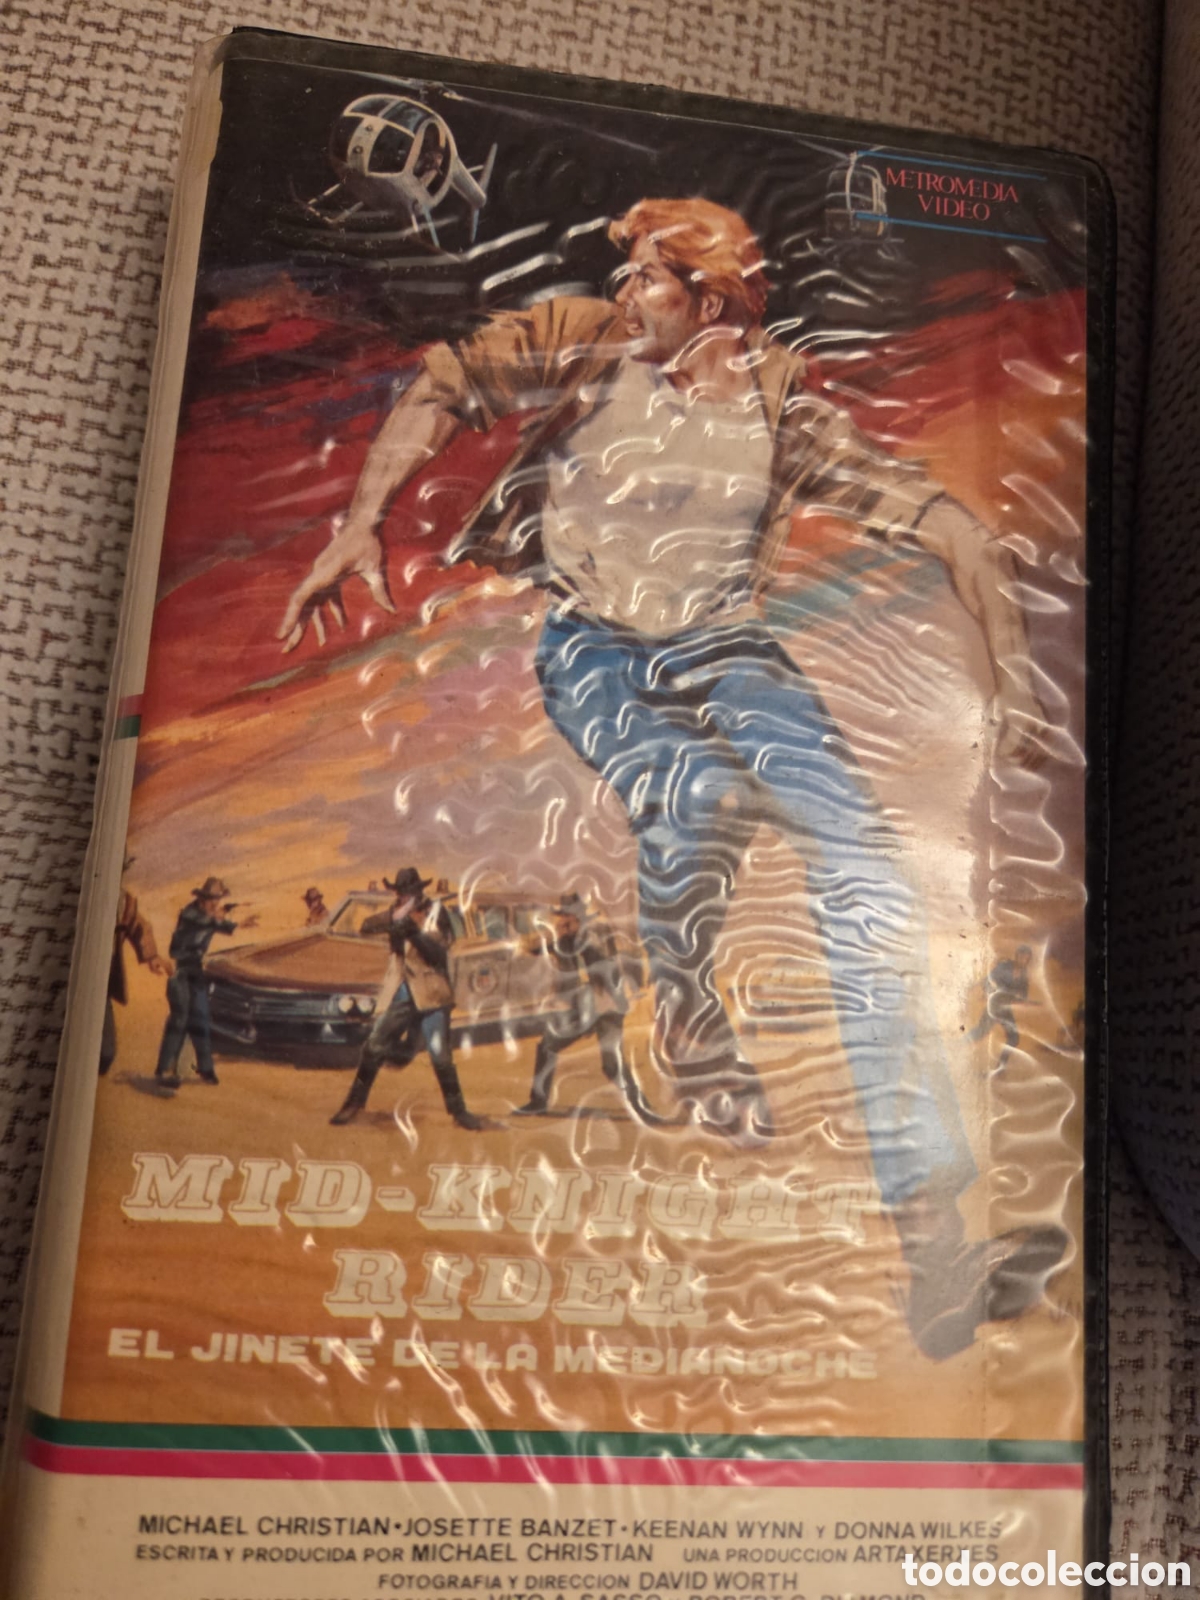 METROMEDIA
VIDEO
MID-KNIGHT
RIDER
EL JINETE DE LA MEDIANOCHE
MICHAEL CHRISTIAN • JOSETTE BANZET • KEENAN WYNN Y DONNA WILKES
ESCRITA Y PRODUCIDA POR MICHAEL CHRISTIAN UNA PRODUCCION ARTAXERXES
FOTOGRAFIA Y DIRECCION DAVID WORTH
todocoleccion